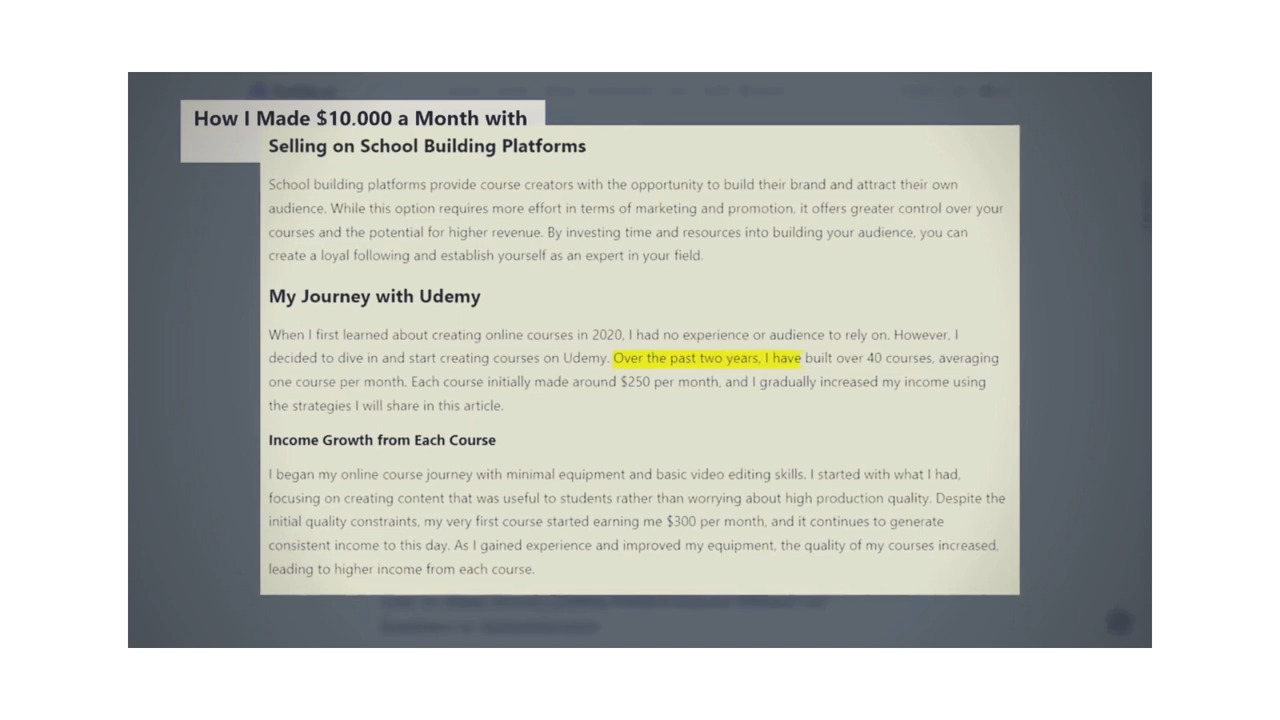 How I Made $10.000 a Month with
Selling on School Building Platforms
School building platforms provide course creators with the opportunity to build their brand and attract their own
audience. While this option requires more effort in terms of marketing and promotion, it offers greater control over your
courses and the potential for higher revenue. By investing time and resources into building your audience, you can
create a loyal following and establish yourself as an expert in your field.
My Journey with Udemy
When I first learned about creating online courses in 2020, I had no experience or audience to rely on. However, I
decided to dive in and start creating courses on Udemy. Over the past two years, I have built over 40 courses, averaging
one course per month. Each course initially made around $250 per month, and I gradually increased my income using
the strategies I will share in this article.
Income Growth from Each Course
I began my online course journey with minimal equipment and basic video editing skills. I started with what I had,
focusing on creating content that was useful to students rather than worrying about high production quality. Despite the
initial quality constraints, my very first course started earning me $300 per month, and it continues to generate
consistent income to this day. As I gained experience and improved my equipment, the quality of my courses increased,
leading to higher income from each course.